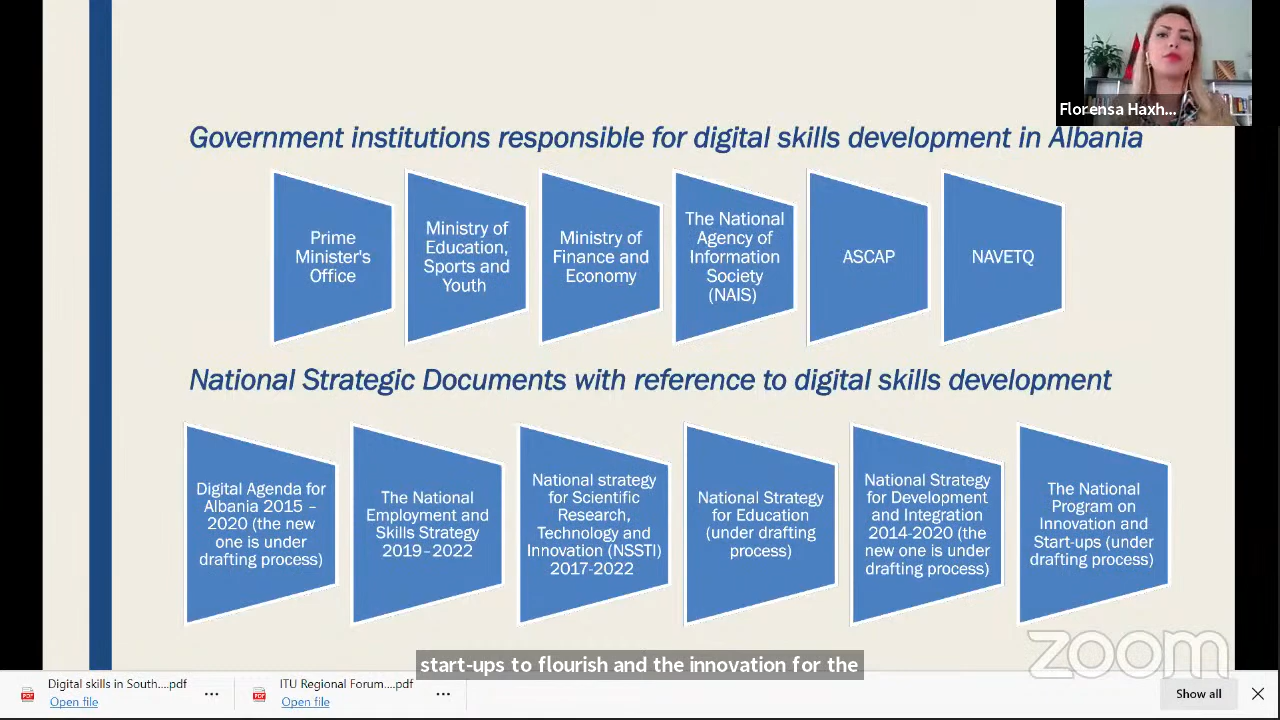 Florensa Haxh...
Government institutions responsible for digital skills development in Albania
Prime
Minister's
Office
Ministry of
Education,
Sports and
Youth
Ministry of
Finance and
Economy
The National
Agency of
Information
Society
(NAIS)
ASCAP
NAVETQ
National Strategic Documents with reference to digital skills development
Digital Agenda for
Albania 2015 –
2020 (the new
one is under
drafting process)
The National
Employment and
Skills Strategy
2019–2022
National strategy
for Scientific
Research,
Technology and
Innovation (NSSTI)
2017-2022
National Strategy
for Education
(under drafting
process)
National Strategy
for Development
and Integration
2014-2020 (the
new one is under
drafting process)
The National
Program on
Innovation and
Start-ups (under
drafting process)
zoom
start-ups to flourish and the innovation for the
Digital skills in South....pdf
Open file
ITU Regional Forum....pdf
Open file
Show all